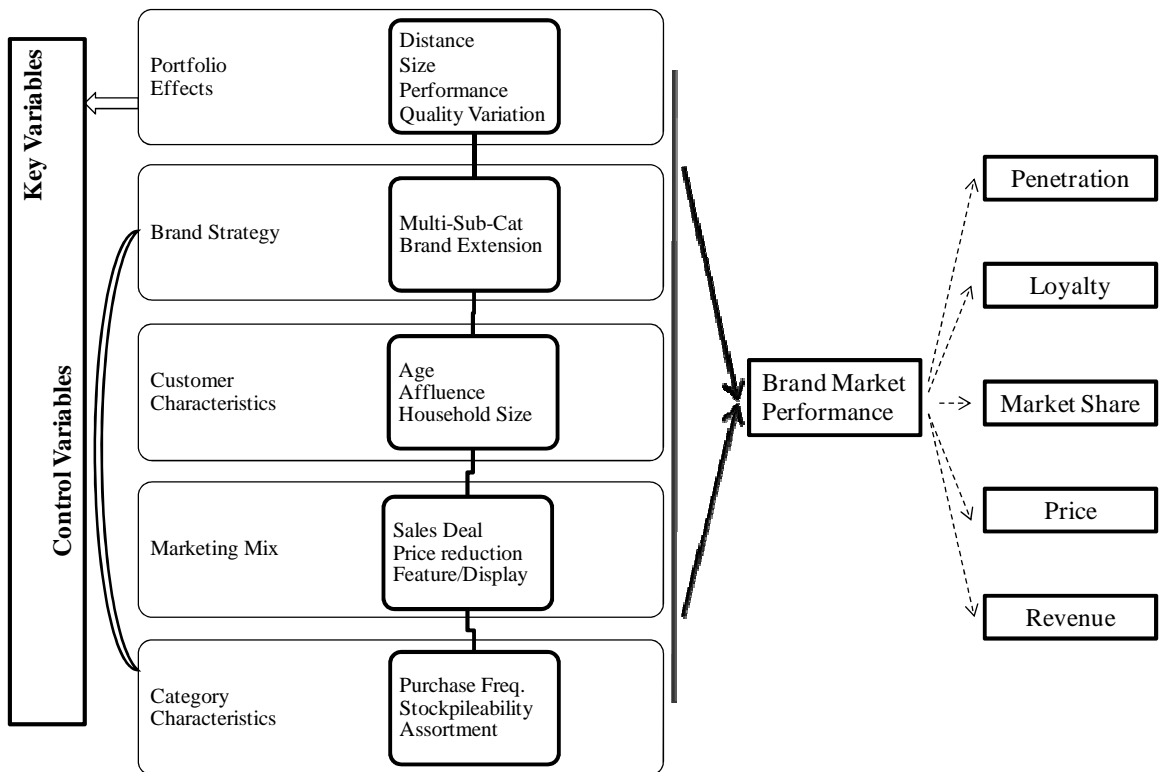 Key Variables
Control Variables
Portfolio
Effects
Distance
Size
Performance
Quality Variation
Brand Strategy
Multi-Sub-Cat
Brand Extension
Customer
Characteristics
Age
Affluence
Household Size
Marketing Mix
Sales Deal
Price reduction
Feature/Display
Category
Characteristics
Purchase Freq.
Stockpileability
Assortment
Brand Market
Performance
Penetration
Loyalty
Market Share
Price
Revenue